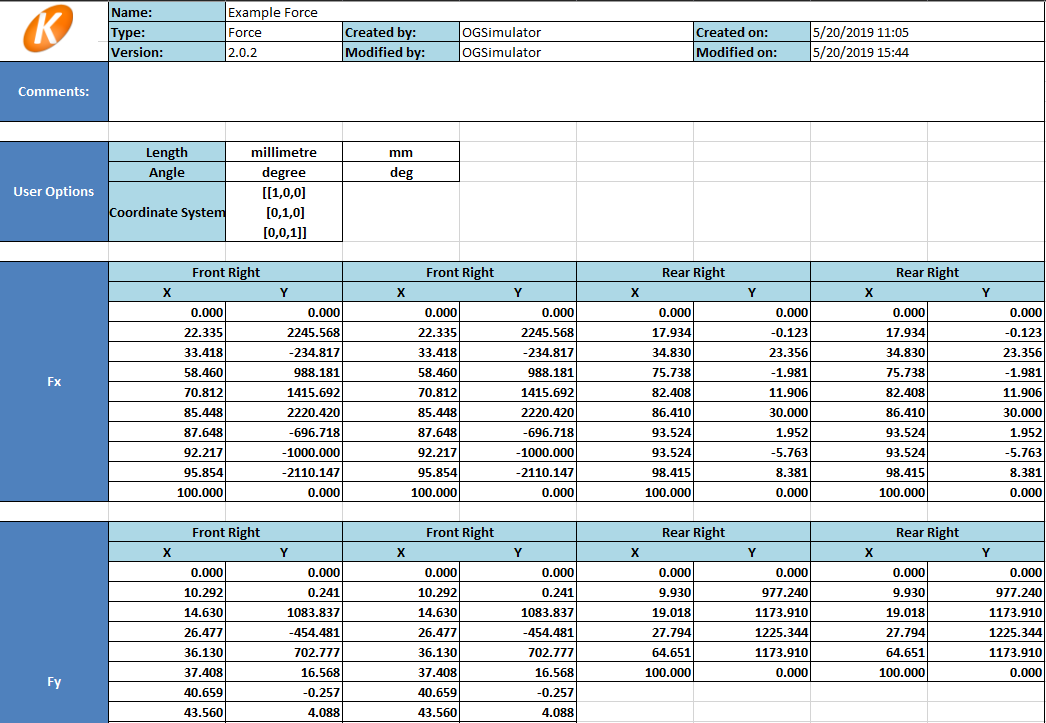 K
Name: Example Force
Type: Force Created by: OGSimulator Created on: 5/20/2019 11:05
Version: 2.0.2 Modified by: OGSimulator Modified on: 5/20/2019 15:44
Comments:
User Options
Length millimetre mm
Angle degree deg
Coordinate System
[[1,0,0]
[0,1,0]
[0,0,1]]
Fx
Front Right Front Right Rear Right Rear Right
X Y X Y X Y X Y
0.000 0.000 0.000 0.000 0.000 0.000 0.000 0.000
22.335 2245.568 22.335 2245.568 17.934 -0.123 17.934 -0.123
33.418 -234.817 33.418 -234.817 34.830 23.356 34.830 23.356
58.460 988.181 58.460 988.181 75.738 -1.981 75.738 -1.981
70.812 1415.692 70.812 1415.692 82.408 11.906 82.408 11.906
85.448 2220.420 85.448 2220.420 86.410 30.000 86.410 30.000
87.648 -696.718 87.648 -696.718 93.524 1.952 93.524 1.952
92.217 -1000.000 92.217 -1000.000 93.524 -5.763 93.524 -5.763
95.854 -2110.147 95.854 -2110.147 98.415 8.381 98.415 8.381
100.000 0.000 100.000 0.000 100.000 0.000 100.000 0.000
Fy
Front Right Front Right Rear Right Rear Right
X Y X Y X Y X Y
0.000 0.000 0.000 0.000 0.000 0.000 0.000 0.000
10.292 0.241 10.292 0.241 9.930 977.240 9.930 977.240
14.630 1083.837 14.630 1083.837 19.018 1173.910 19.018 1173.910
26.477 -454.481 26.477 -454.481 27.794 1225.344 27.794 1225.344
36.130 702.777 36.130 702.777 64.651 1173.910 64.651 1173.910
37.408 16.568 37.408 16.568 100.000 0.000 100.000 0.000
40.659 -0.257 40.659 -0.257
43.560 4.088 43.560 4.088